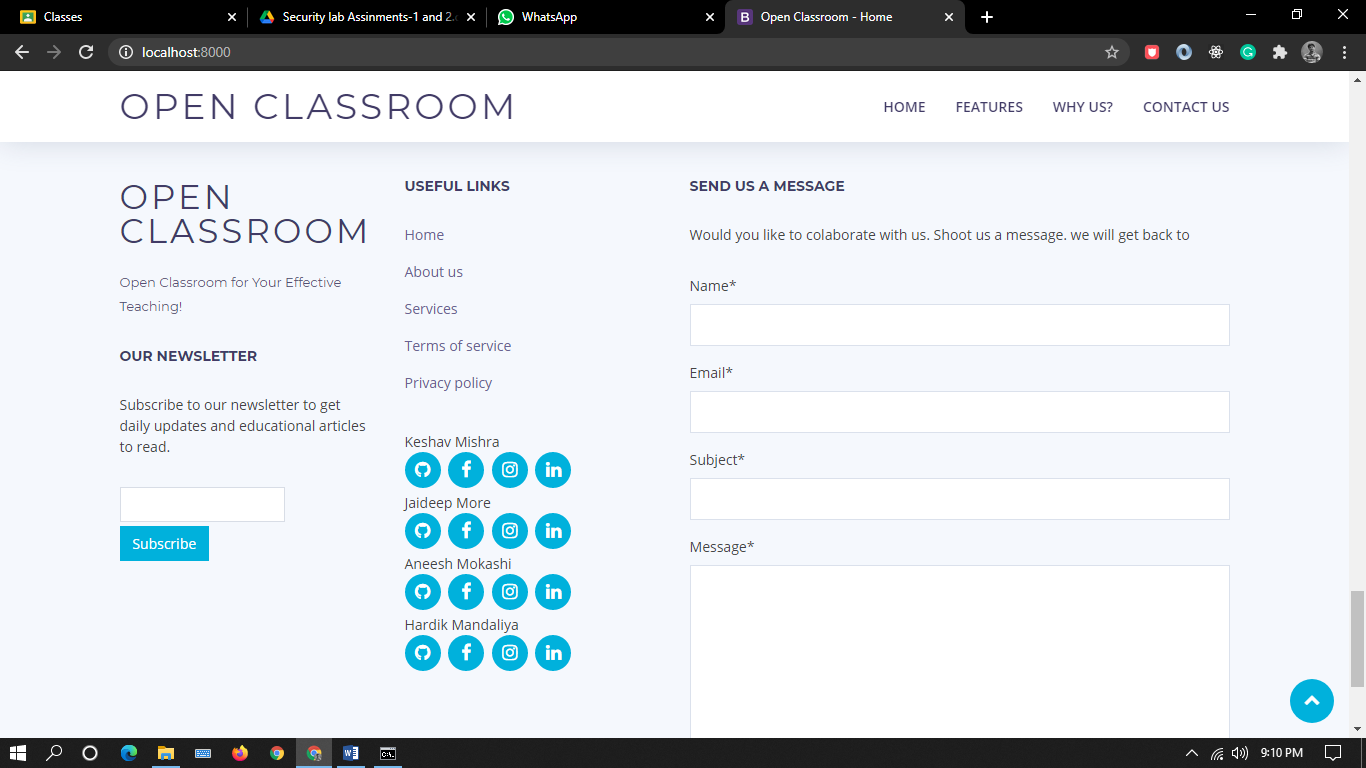 Classes
Security lab Assinments-1 and 2.
WhatsApp
Open Classroom - Home
localhost:8000
OPEN CLASSROOM
HOME
FEATURES
WHY US?
CONTACT US
OPEN
CLASSROOM
Open Classroom for Your Effective
Teaching!
OUR NEWSLETTER
Subscribe to our newsletter to get
daily updates and educational articles
to read.
Subscribe
USEFUL LINKS
Home
About us
Services
Terms of service
Privacy policy
Keshav Mishra
Jaideep More
Aneesh Mokashi
Hardik Mandaliya
SEND US A MESSAGE
Would you like to colaborate with us. Shoot us a message. we will get back to
Name*
Email*
Subject*
Message*
9:10 PM